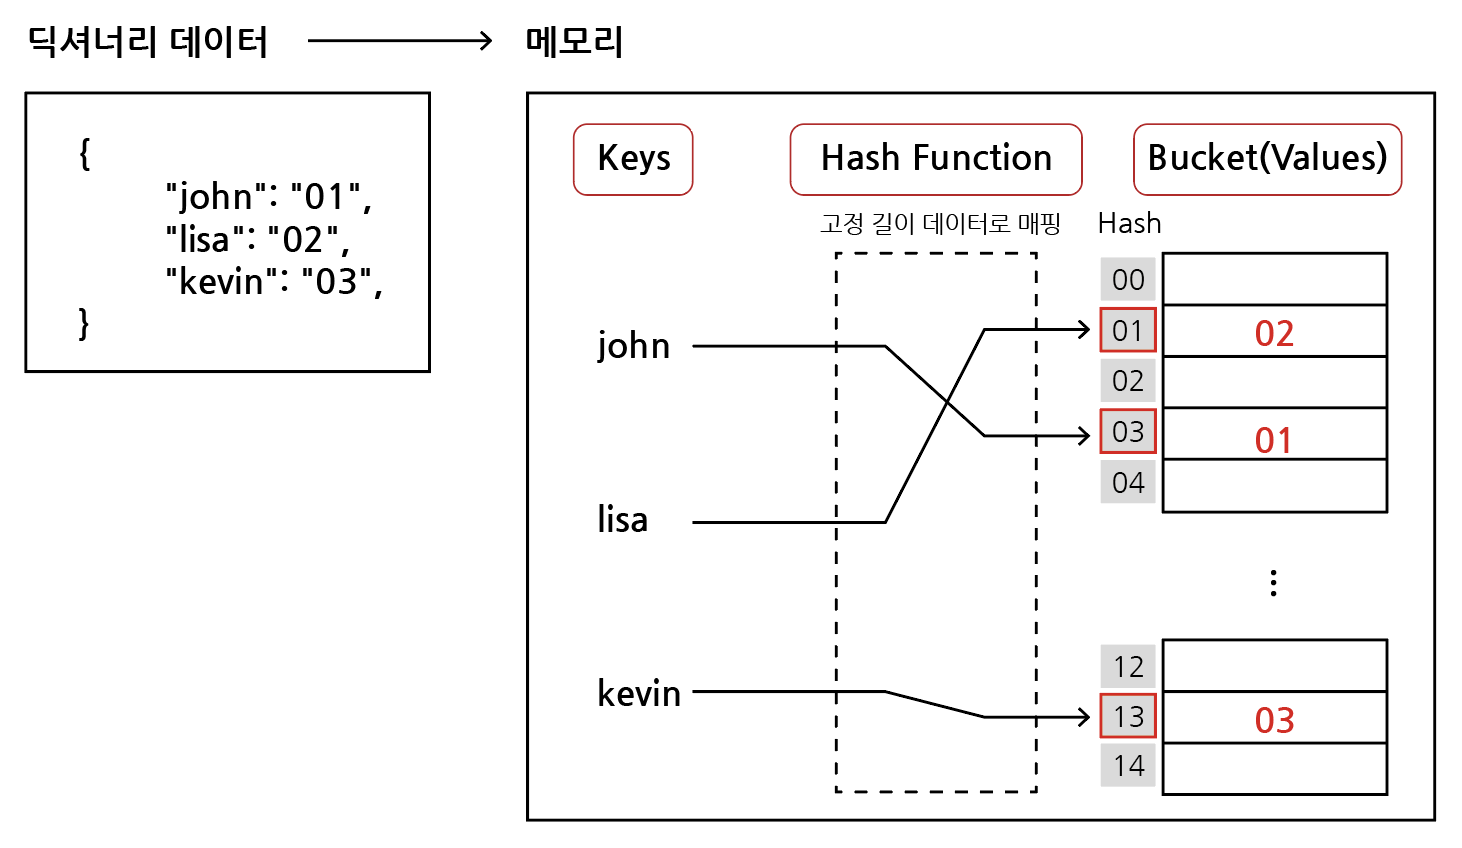 딕셔너리 데이터
메모리
{
"john": "01",
"lisa": "02",
"kevin": "03",
}
Keys
Hash Function
Bucket(Values)
고정 길이 데이터로 매핑
Hash
john
lisa
kevin
00
01 02
02
03 01
04
⋮
12
13 03
14